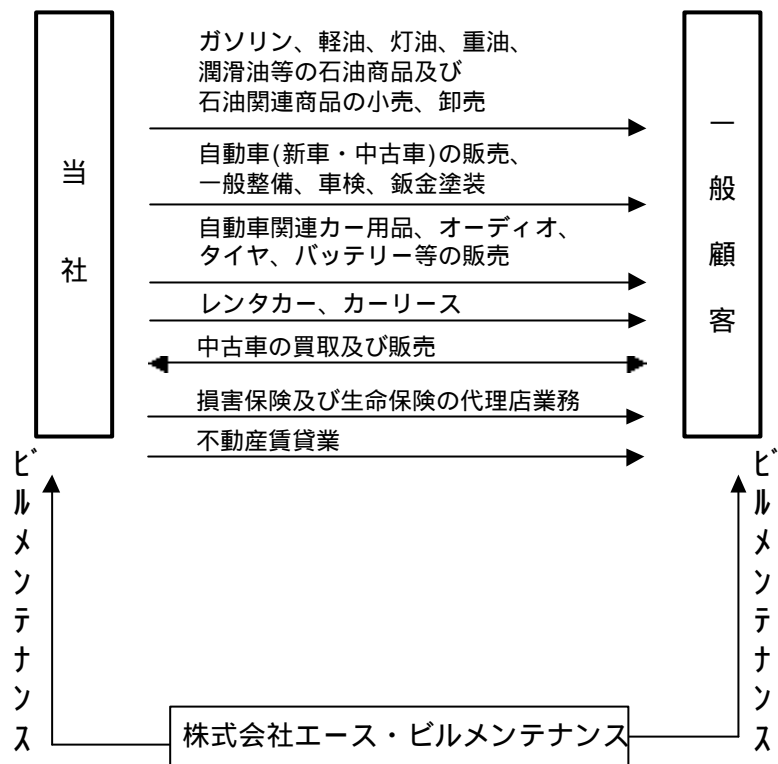 当社
ガソリン、軽油、灯油、重油、
潤滑油等の石油商品及び
石油関連商品の小売、卸売
自動車(新車・中古車)の販売、
一般整備、車検、鈑金塗装
自動車関連カー用品、オーディオ、
タイヤ、バッテリー等の販売
レンタカー、カーリース
中古車の買取及び販売
損害保険及び生命保険の代理店業務
不動産賃貸業
一般顧客
ビルメンテナンス
ビルメンテナンス
株式会社エース・ビルメンテナンス